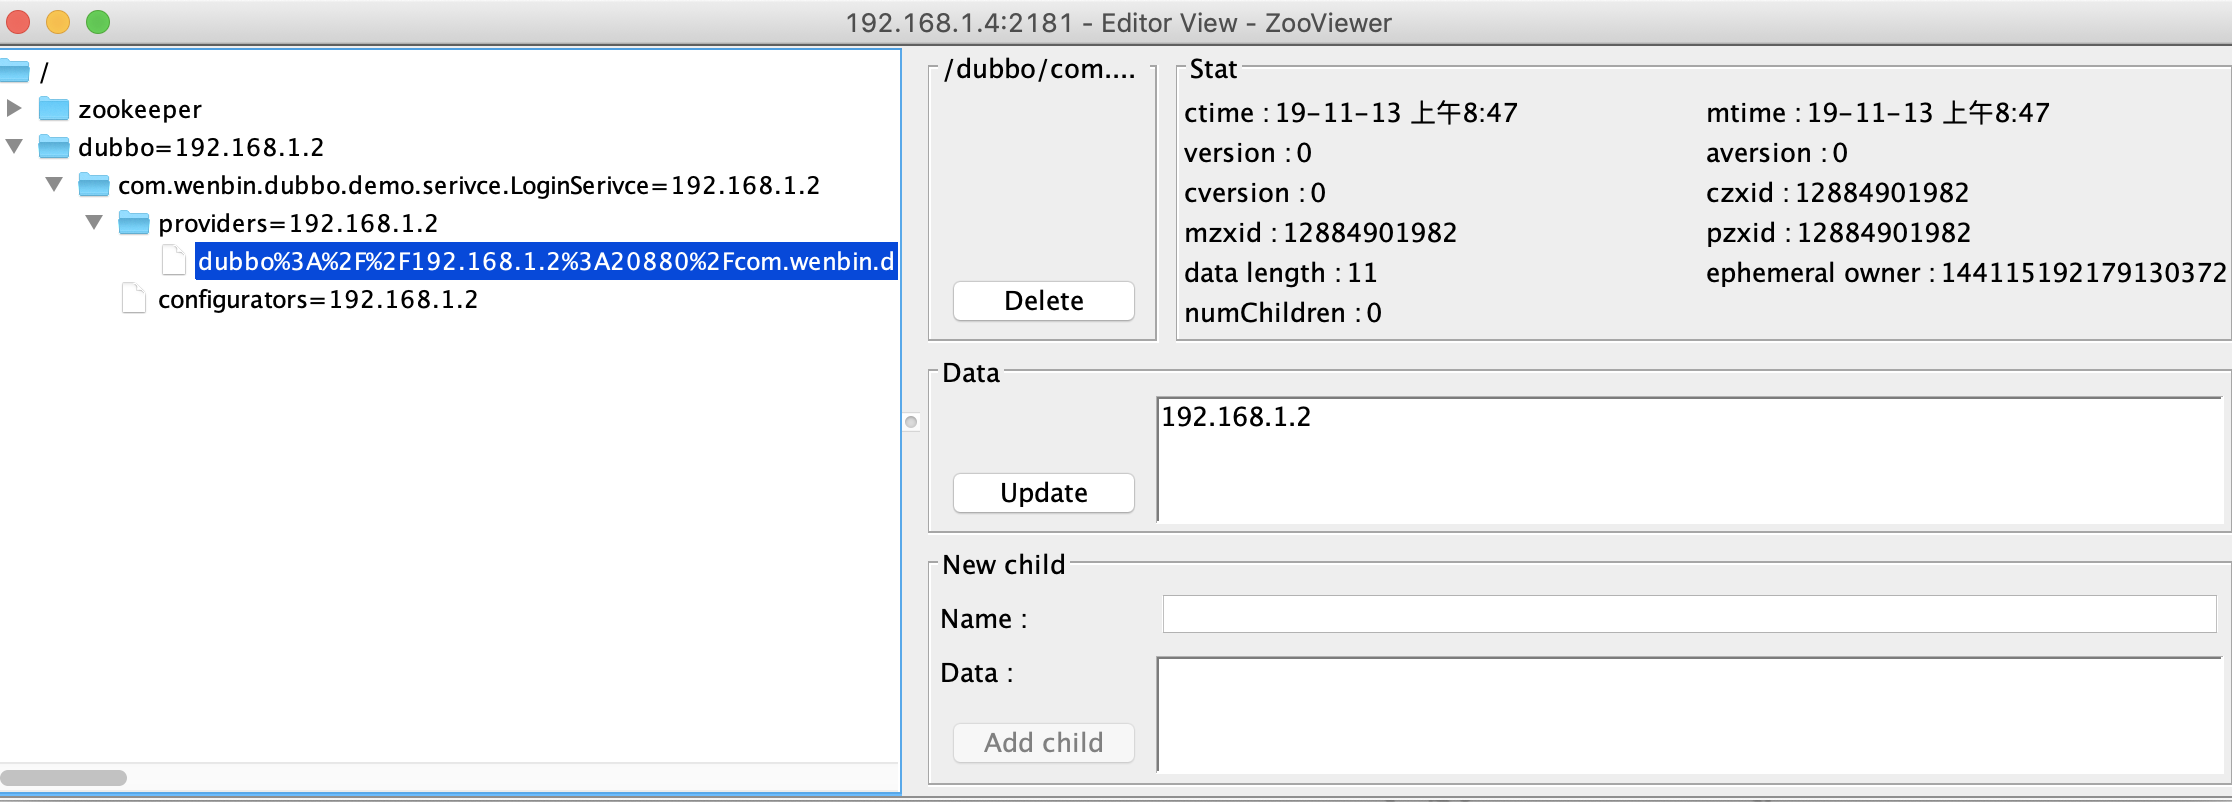 192.168.1.4:2181 - Editor View - ZooViewer
/
zookeeper
dubbo=192.168.1.2
com.wenbin.dubbo.demo.serivce.LoginSerivce=192.168.1.2
providers=192.168.1.2
dubbo%3A%2F%2F192.168.1.2%3A20880%2Fcom.wenbin.d
configurators=192.168.1.2
/dubbo/com....
Delete
Stat
ctime : 19-11-13 上午8:47
mtime : 19-11-13 上午8:47
version : 0
aversion : 0
cversion : 0
czxid : 12884901982
mzxid : 12884901982
pzxid : 12884901982
data length : 11
ephemeral owner : 144115192179130372
numChildren : 0
Data
192.168.1.2
Update
New child
Name :
Data :
Add child